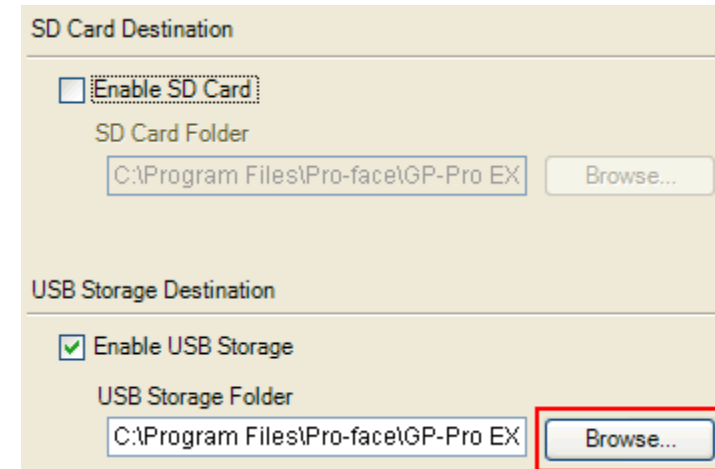 SD Card Destination
Enable SD Card
SD Card Folder
C:\Program Files\Pro-face\GP-Pro EX Browse...
USB Storage Destination
Enable USB Storage
USB Storage Folder
C:\Program Files\Pro-face\GP-Pro EX Browse...